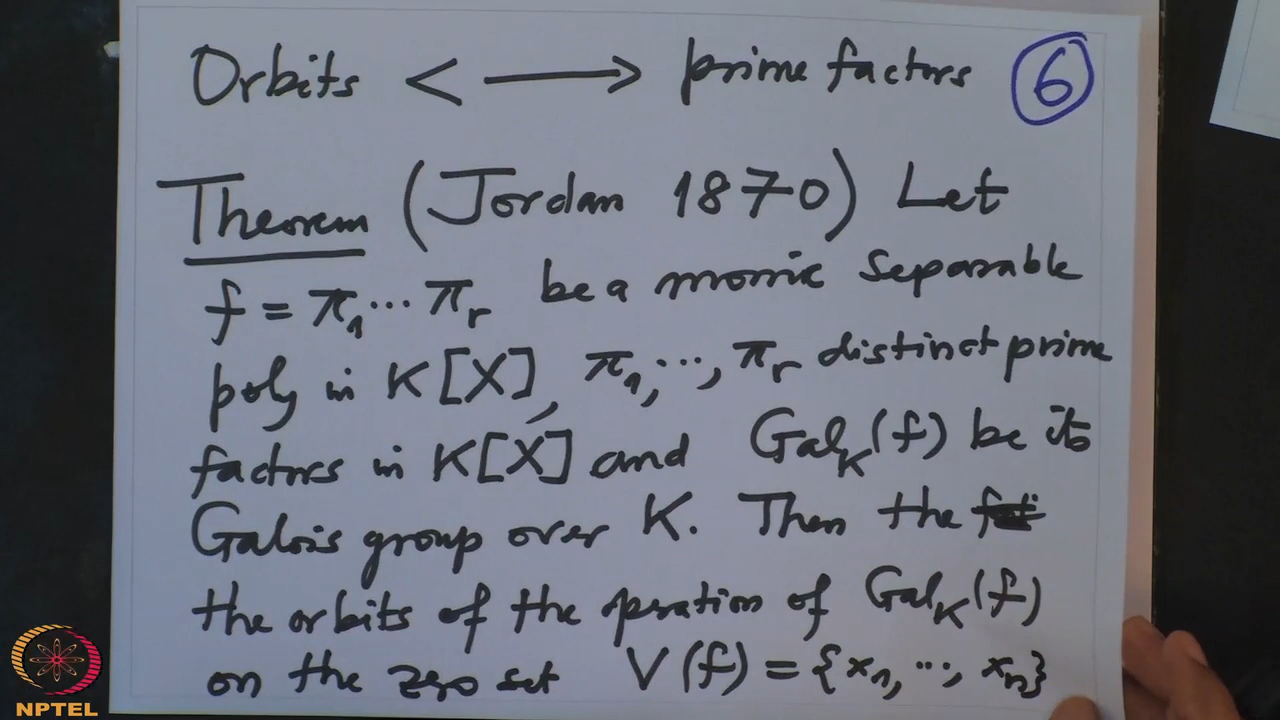 Orbits <⟶ prime factors 6
Theorem (Jordan 1870) Let
f = π₁⋯πᵣ be a monic separable
poly in K[X], π₁,⋯,πᵣ distinct prime
factors in K[X] and Gal_K(f) be its
Galois group over K. Then the
the orbits of the operation of Gal_K(f)
on the zero set V(f) = {x₁,⋯,xₙ}
NPTEL